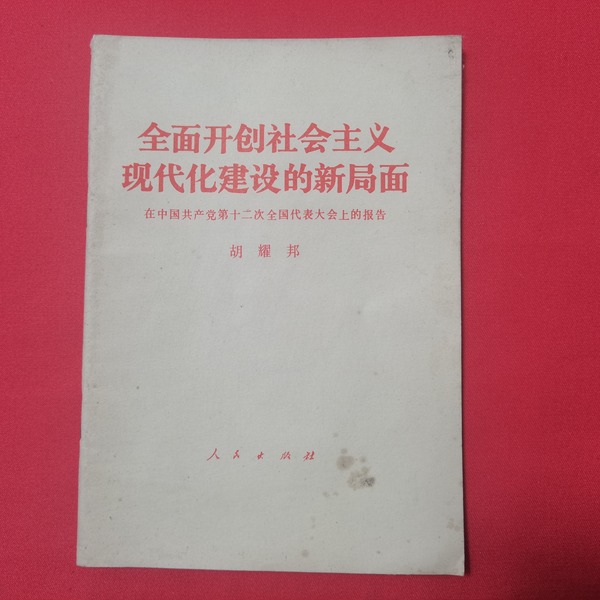 全面开创社会主义
现代化建设的新局面
在中国共产党第十二次全国代表大会上的报告
胡耀邦
人民出版社